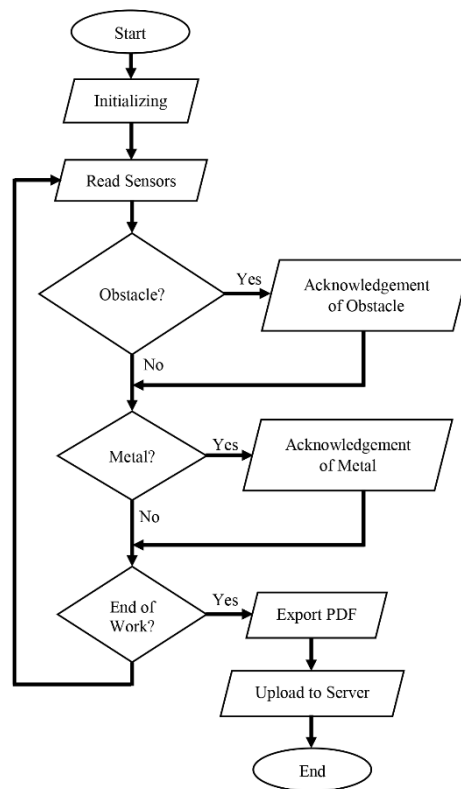 Start
Initializing
Read Sensors
Obstacle?
Yes
Acknowledgement
of Obstacle
No
Metal?
Yes
Acknowledgement
of Metal
No
End of
Work?
Yes
Export PDF
Upload to Server
End